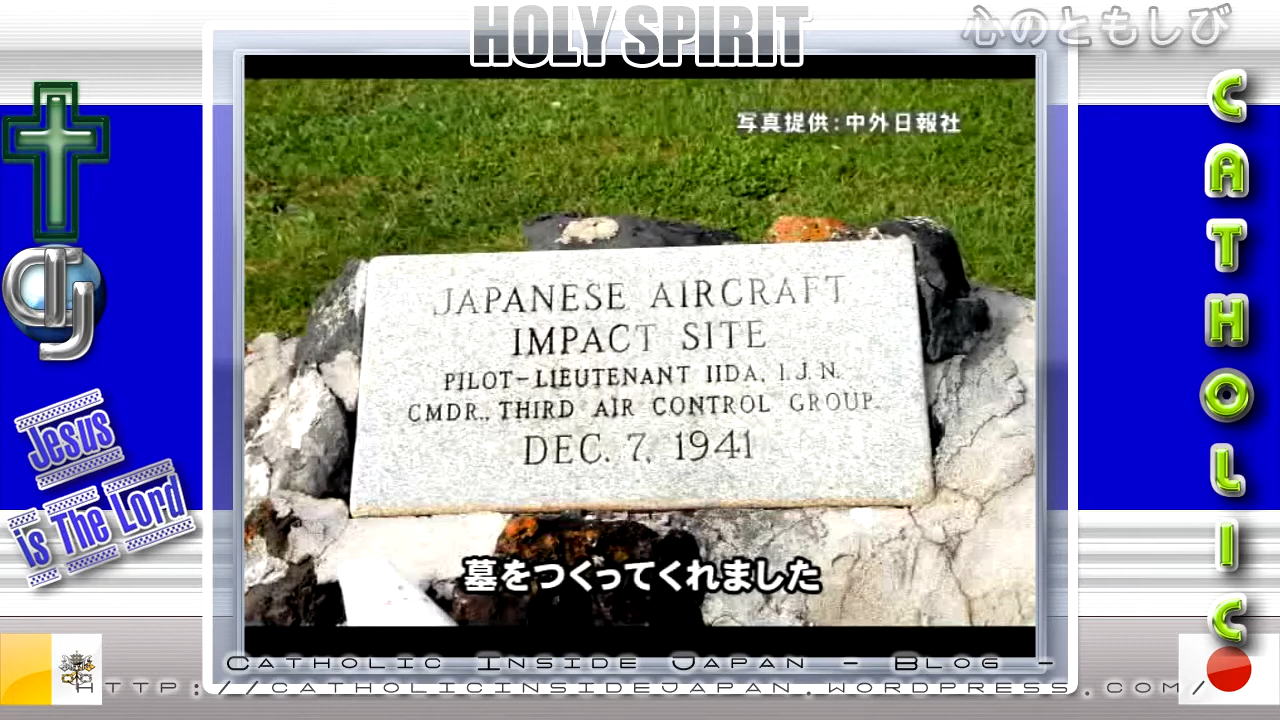 HOLY SPIRIT
心のともしび
写真提供:中外日報社
JAPANESE AIRCRAFT
IMPACT SITE
PILOT-LIEUTENANT IIDA, I.J.N.
CMDR., THIRD AIR CONTROL GROUP
DEC. 7, 1941
墓をつくってくれました
Jesus
is The Lord
CATHOLIC
Catholic Inside Japan - Blog -
http://catholicinsidejapan.wordpress.com/